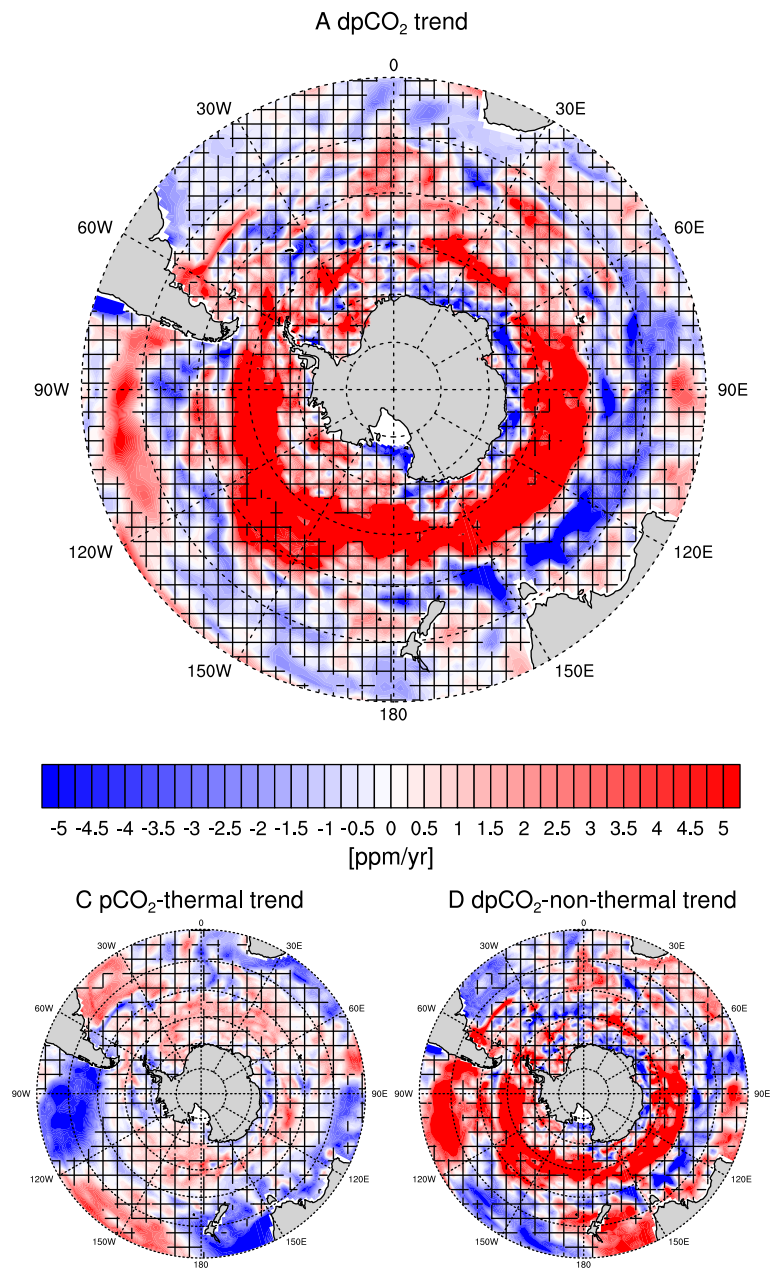 A dpCO₂ trend
0
30W 30E
60W 60E
90W 90E
120W 120E
150W 150E
180
-5 -4.5 -4 -3.5 -3 -2.5 -2 -1.5 -1 -0.5 0 0.5 1 1.5 2 2.5 3 3.5 4 4.5 5
[ppm/yr]
C pCO₂-thermal trend
0
30W 30E
60W 60E
90W 90E
120W 120E
150W 150E
180
D dpCO₂-non-thermal trend
0
30W 30E
60W 60E
90W 90E
120W 120E
150W 150E
180